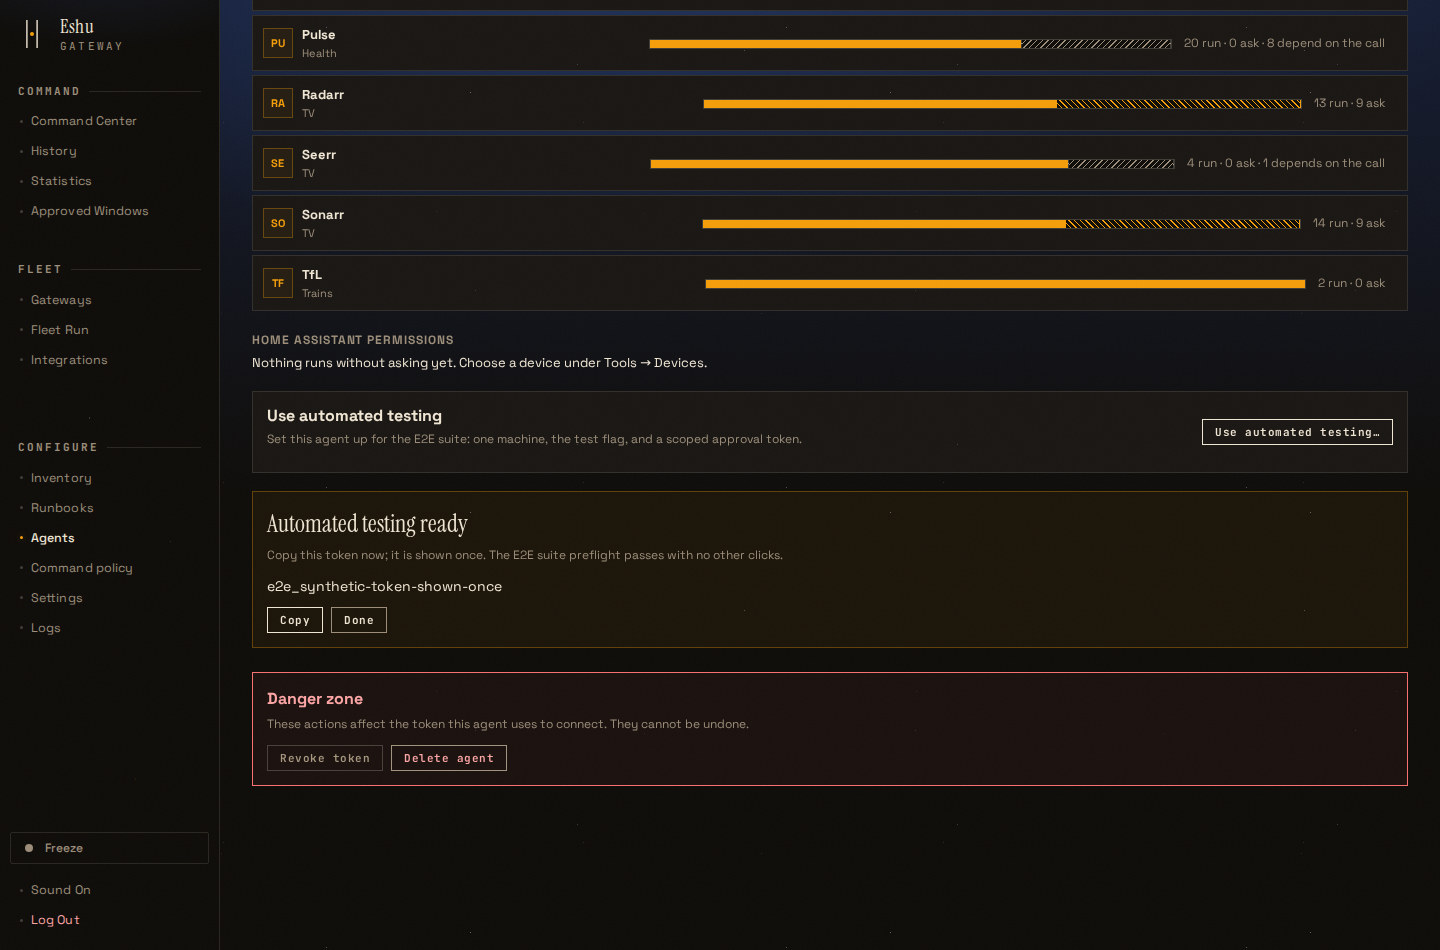 Eshu
GATEWAY
COMMAND
Command Center
History
Statistics
Approved Windows
FLEET
Gateways
Fleet Run
Integrations
CONFIGURE
Inventory
Runbooks
Agents
Command policy
Settings
Logs
Freeze
Sound On
Log Out
PU
Pulse
Health
20 run · 0 ask · 8 depend on the call
RA
Radarr
TV
13 run · 9 ask
SE
Seerr
TV
4 run · 0 ask · 1 depends on the call
SO
Sonarr
TV
14 run · 9 ask
TF
TfL
Trains
2 run · 0 ask
HOME ASSISTANT PERMISSIONS
Nothing runs without asking yet. Choose a device under Tools → Devices.
Use automated testing
Set this agent up for the E2E suite: one machine, the test flag, and a scoped approval token.
Use automated testing…
Automated testing ready
Copy this token now; it is shown once. The E2E suite preflight passes with no other clicks.
e2e_synthetic-token-shown-once
Copy
Done
Danger zone
These actions affect the token this agent uses to connect. They cannot be undone.
Revoke token
Delete agent